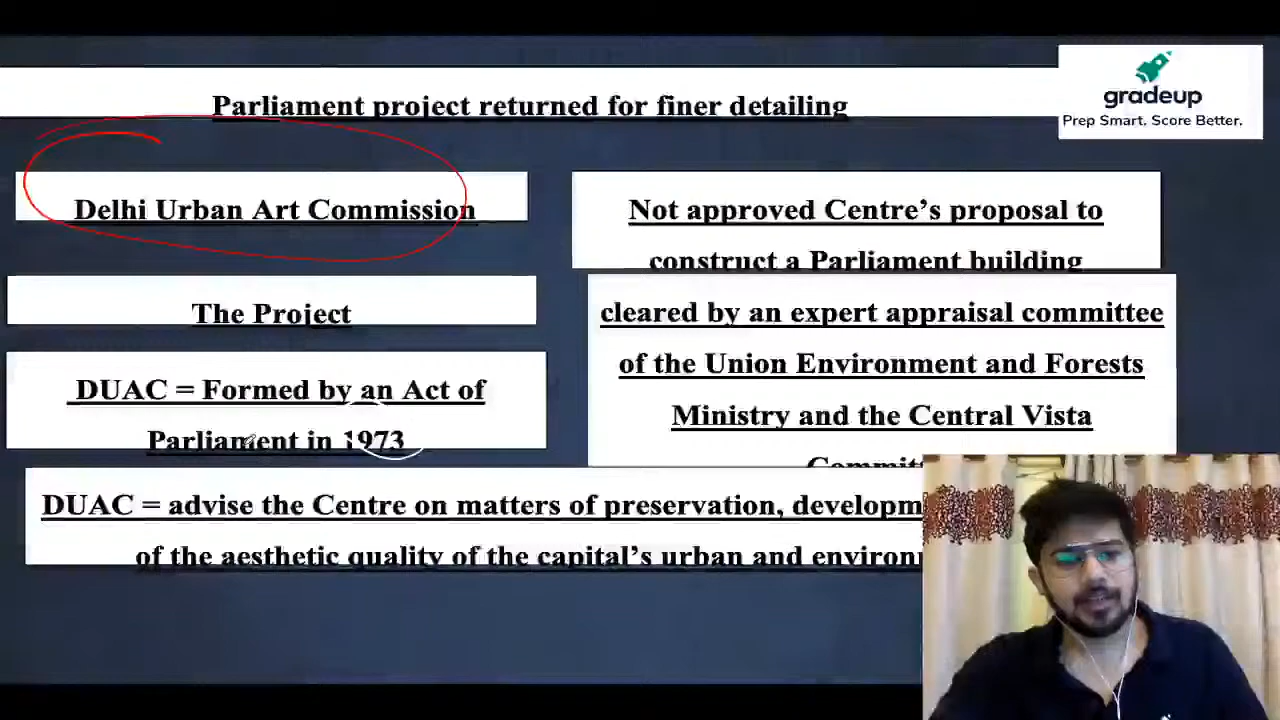 Parliament project returned for finer detailing
gradeup
Prep Smart. Score Better.
Delhi Urban Art Commission
Not approved Centre’s proposal to
construct a Parliament building
The Project
cleared by an expert appraisal committee
of the Union Environment and Forests
Ministry and the Central Vista
DUAC = Formed by an Act of
Parliament in 1973
DUAC = advise the Centre on matters of preservation,
of the aesthetic quality of the capital’s urban and